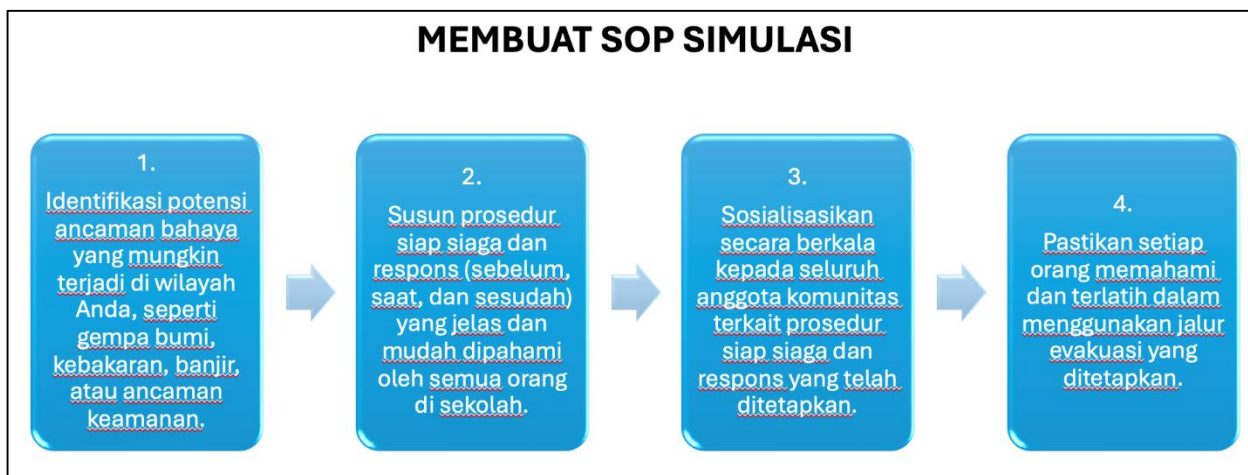 MEMBUAT SOP SIMULASI
1.
Identifikasi potensi
ancaman bahaya
yang mungkin
terjadi di wilayah
Anda, seperti
gempa bumi,
kebakaran, banjir,
atau ancaman
keamanan.
2.
Susun prosedur
siap siaga dan
respons (sebelum,
saat, dan sesudah)
yang jelas dan
mudah dipahami
oleh semua orang
di sekolah.
3.
Sosialisasikan
secara berkala
kepada seluruh
anggota komunitas
terkait prosedur
siap siaga dan
respons yang telah
ditetapkan.
4.
Pastikan setiap
orang memahami
dan terlatih dalam
menggunakan jalur
evakuasi yang
ditetapkan.